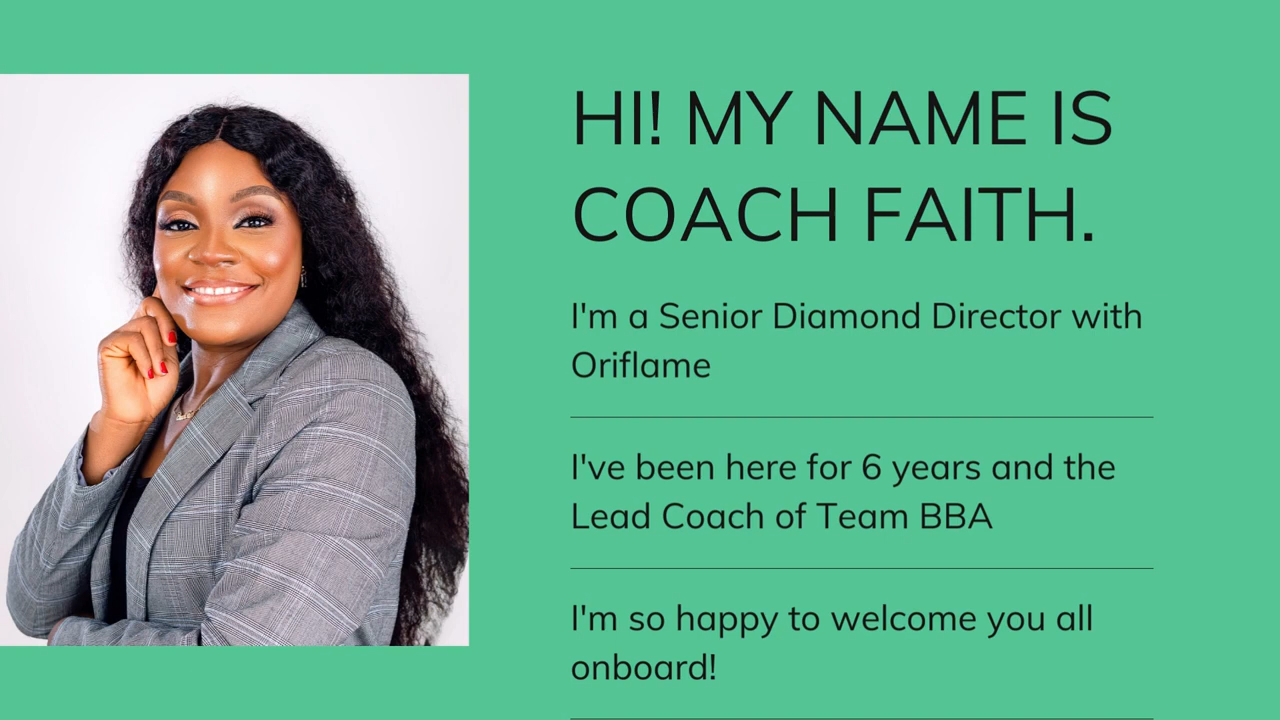 HI! MY NAME IS
COACH FAITH.
I'm a Senior Diamond Director with
Oriflame
I've been here for 6 years and the
Lead Coach of Team BBA
I'm so happy to welcome you all
onboard!